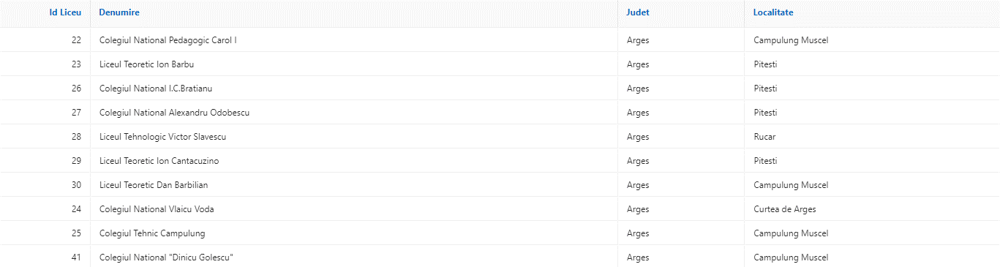 Id Liceu Denumire Judet Localitate
22 Colegiul National Pedagogic Carol I Arges Campulung Muscel
23 Liceul Teoretic Ion Barbu Arges Pitesti
26 Colegiul National I.C.Bratianu Arges Pitesti
27 Colegiul National Alexandru Odobescu Arges Pitesti
28 Liceul Tehnologic Victor Slavescu Arges Rucar
29 Liceul Teoretic Ion Cantacuzino Arges Pitesti
30 Liceul Teoretic Dan Barbilian Arges Campulung Muscel
24 Colegiul National Vlaicu Voda Arges Curtea de Arges
25 Colegiul Tehnic Campulung Arges Campulung Muscel
41 Colegiul National "Dinicu Golescu" Arges Campulung Muscel